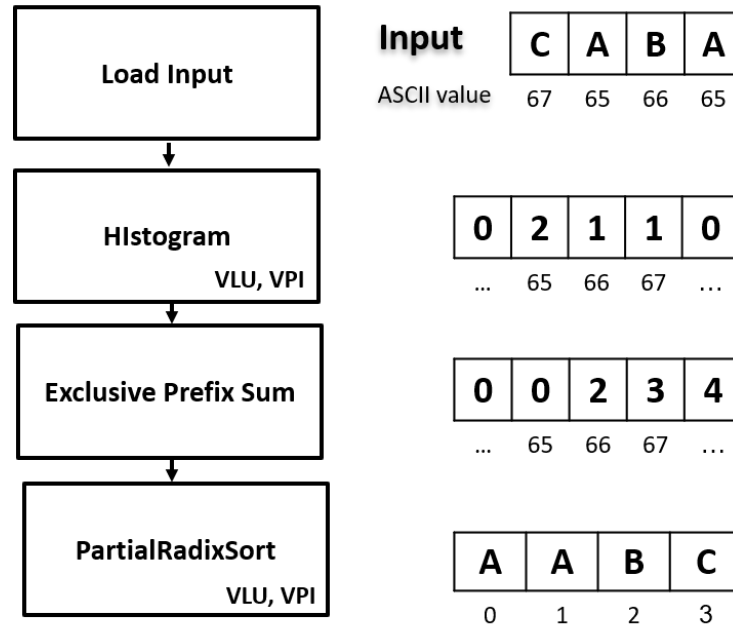 Load Input
Input
C A B A
ASCII value 67 65 66 65
HIstogram
VLU, VPI
0 2 1 1 0
... 65 66 67 ...
Exclusive Prefix Sum
0 0 2 3 4
... 65 66 67 ...
PartialRadixSort
VLU, VPI
A A B C
0 1 2 3